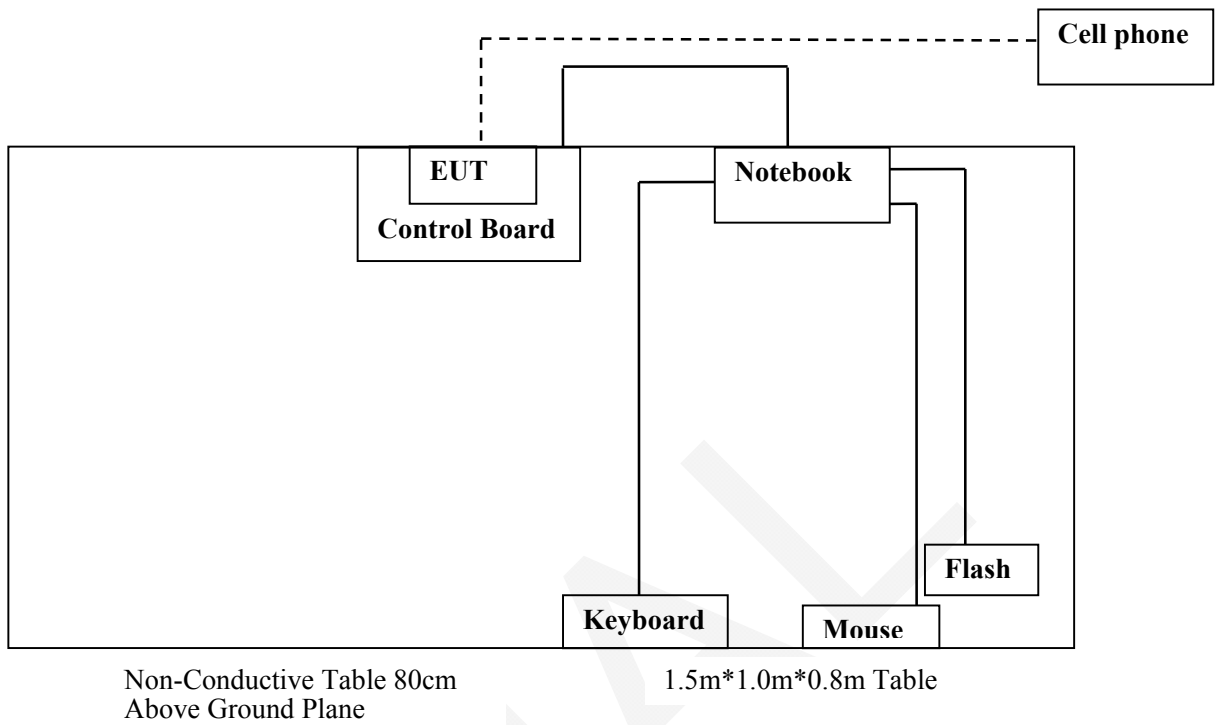 Cell phone
EUT
Notebook
Control Board
Flash
Keyboard
Mouse
Non-Conductive Table 80cm
Above Ground Plane
1.5m*1.0m*0.8m Table